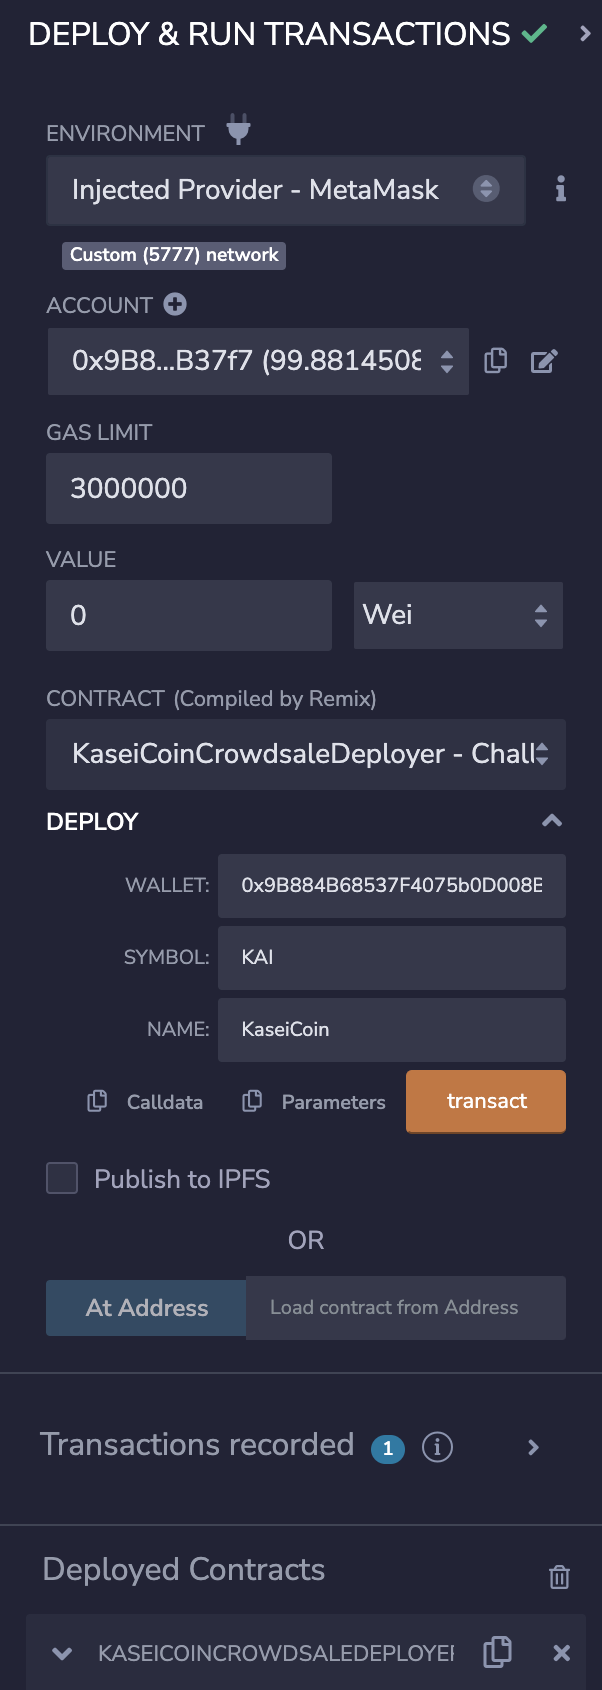 DEPLOY & RUN TRANSACTIONS
ENVIRONMENT
Injected Provider - MetaMask
Custom (5777) network
ACCOUNT
0x9B8...B37f7 (99.8814508
GAS LIMIT
3000000
VALUE
0 Wei
CONTRACT (Compiled by Remix)
KaseiCoinCrowdsaleDeployer - Chall
DEPLOY
WALLET: 0x9B884B68537F4075b0D008B
SYMBOL: KAI
NAME: KaseiCoin
Calldata Parameters transact
Publish to IPFS
OR
At Address Load contract from Address
Transactions recorded 1
Deployed Contracts
KASEICOINCROWDSALEDEPLOYER